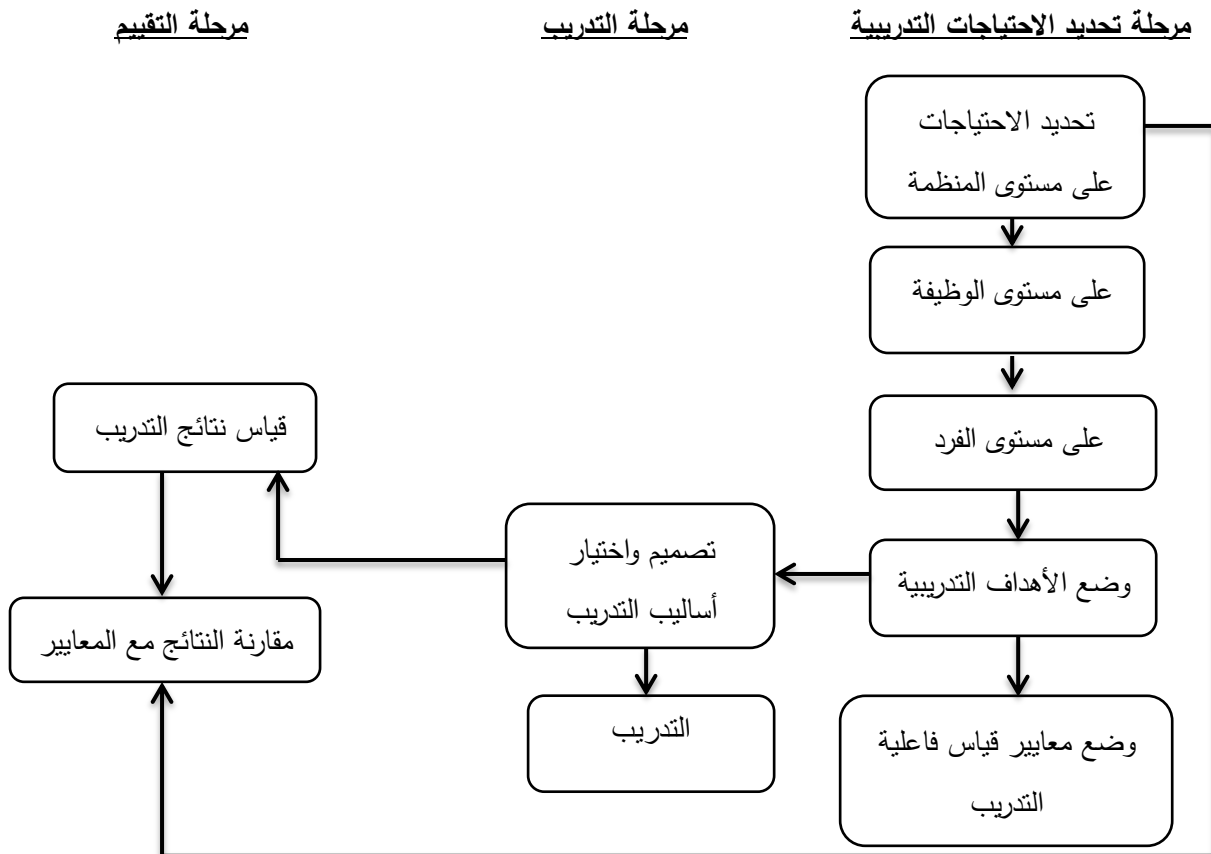 مرحلة تحديد الاحتياجات التدريبية
مرحلة التدريب
مرحلة التقييم
تحديد الاحتياجات
على مستوى المنظمة
على مستوى الوظيفة
على مستوى الفرد
وضع الأهداف التدريبية
وضع معايير قياس فاعلية
التدريب
تصميم واختيار
أساليب التدريب
التدريب
قياس نتائج التدريب
مقارنة النتائج مع المعايير